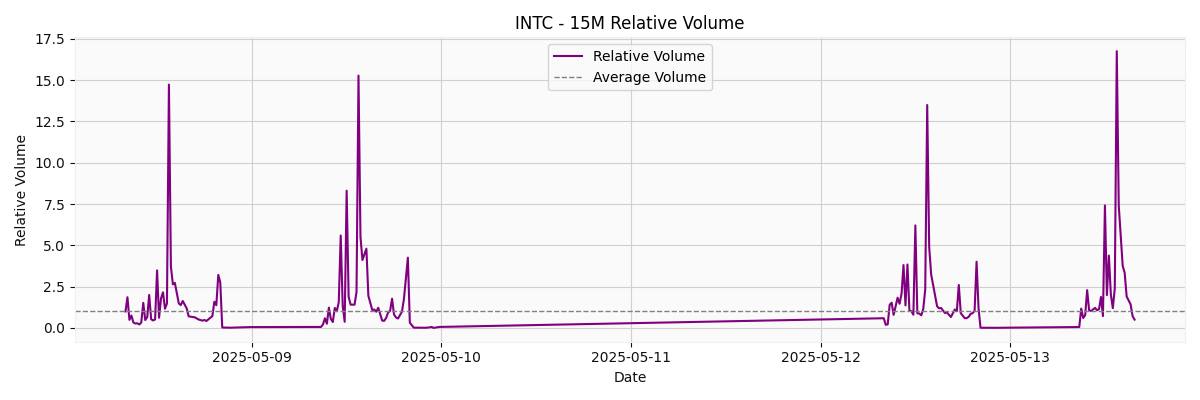 INTC - 15M Relative Volume
Relative Volume
Average Volume
17.5
15.0
12.5
10.0
7.5
5.0
2.5
0.0
Relative Volume
2025-05-09
2025-05-10
2025-05-11
2025-05-12
2025-05-13
Date